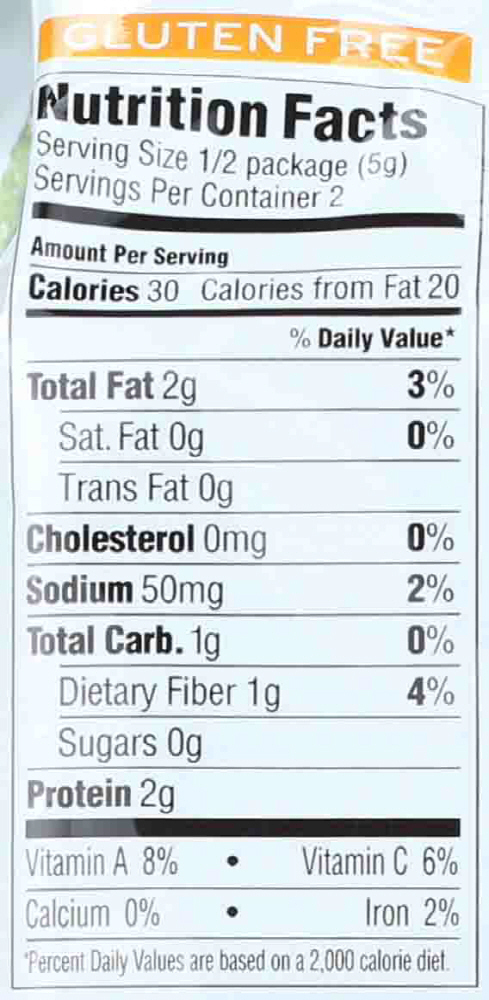 GLUTEN FREE
Nutrition Facts
Serving Size 1/2 package (5g)
Servings Per Container 2
Amount Per Serving
Calories 30 Calories from Fat 20
% Daily Value*
Total Fat 2g 3%
Sat. Fat 0g 0%
Trans Fat 0g
Cholesterol 0mg 0%
Sodium 50mg 2%
Total Carb. 1g 0%
Dietary Fiber 1g 4%
Sugars 0g
Protein 2g
Vitamin A 8% • Vitamin C 6%
Calcium 0% • Iron 2%
*Percent Daily Values are based on a 2,000 calorie diet.